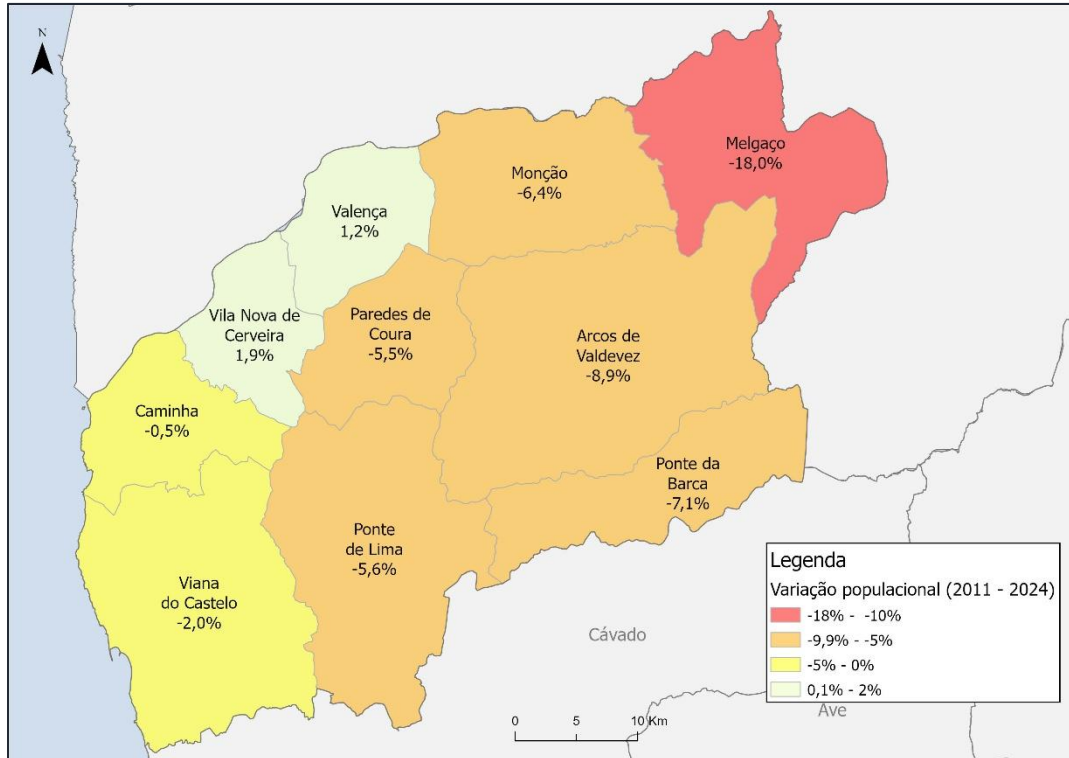 N
Melgaço
-18,0%
Monção
-6,4%
Valença
1,2%
Vila Nova de
Cerveira
1,9%
Paredes de
Coura
-5,5%
Arcos de
Valdevez
-8,9%
Caminha
-0,5%
Ponte da
Barca
-7,1%
Ponte
de Lima
-5,6%
Viana
do Castelo
-2,0%
Cávado
Ave
Legenda
Variação populacional (2011 - 2024)
-18% - -10%
-9,9% - -5%
-5% - 0%
0,1% - 2%
0 5 10 Km